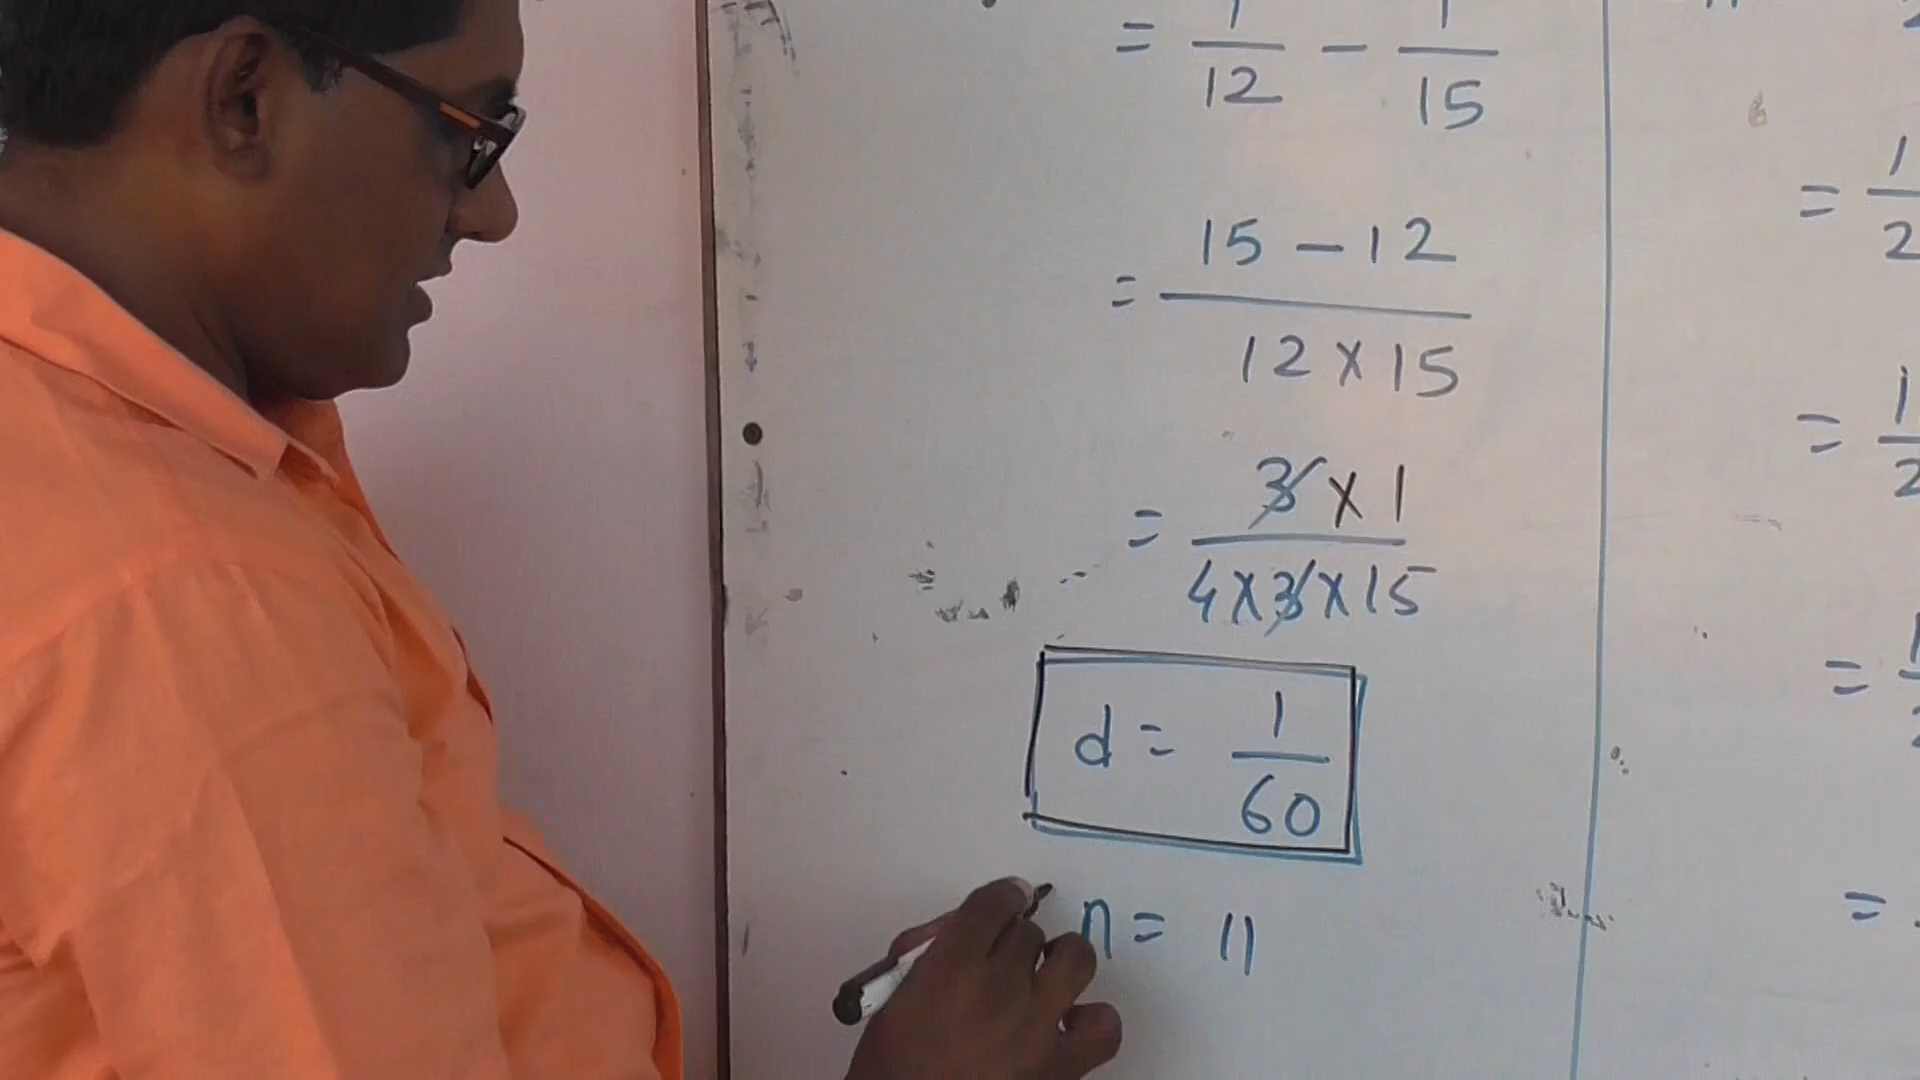 = 1/12 - 1/15
= 15 - 12 / 12 x 15
= 3 x 1 / 4 x 3 x 15
d = 1/60
n = 11
= 1/2
= 1/2
=
=